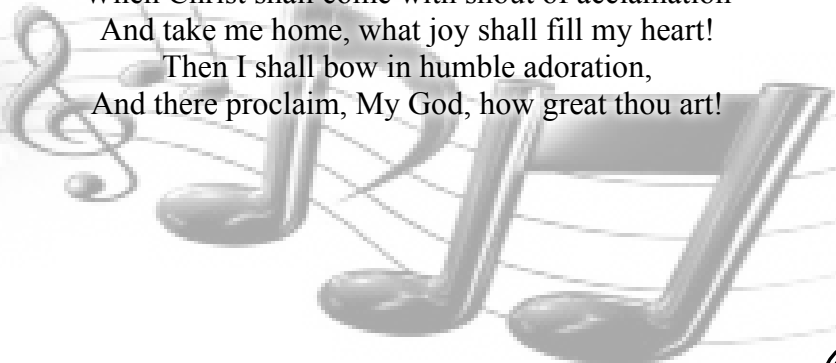 When Christ shall come with shout of acclamation
And take me home, what joy shall fill my heart!
Then I shall bow in humble adoration,
And there proclaim, My God, how great thou art!